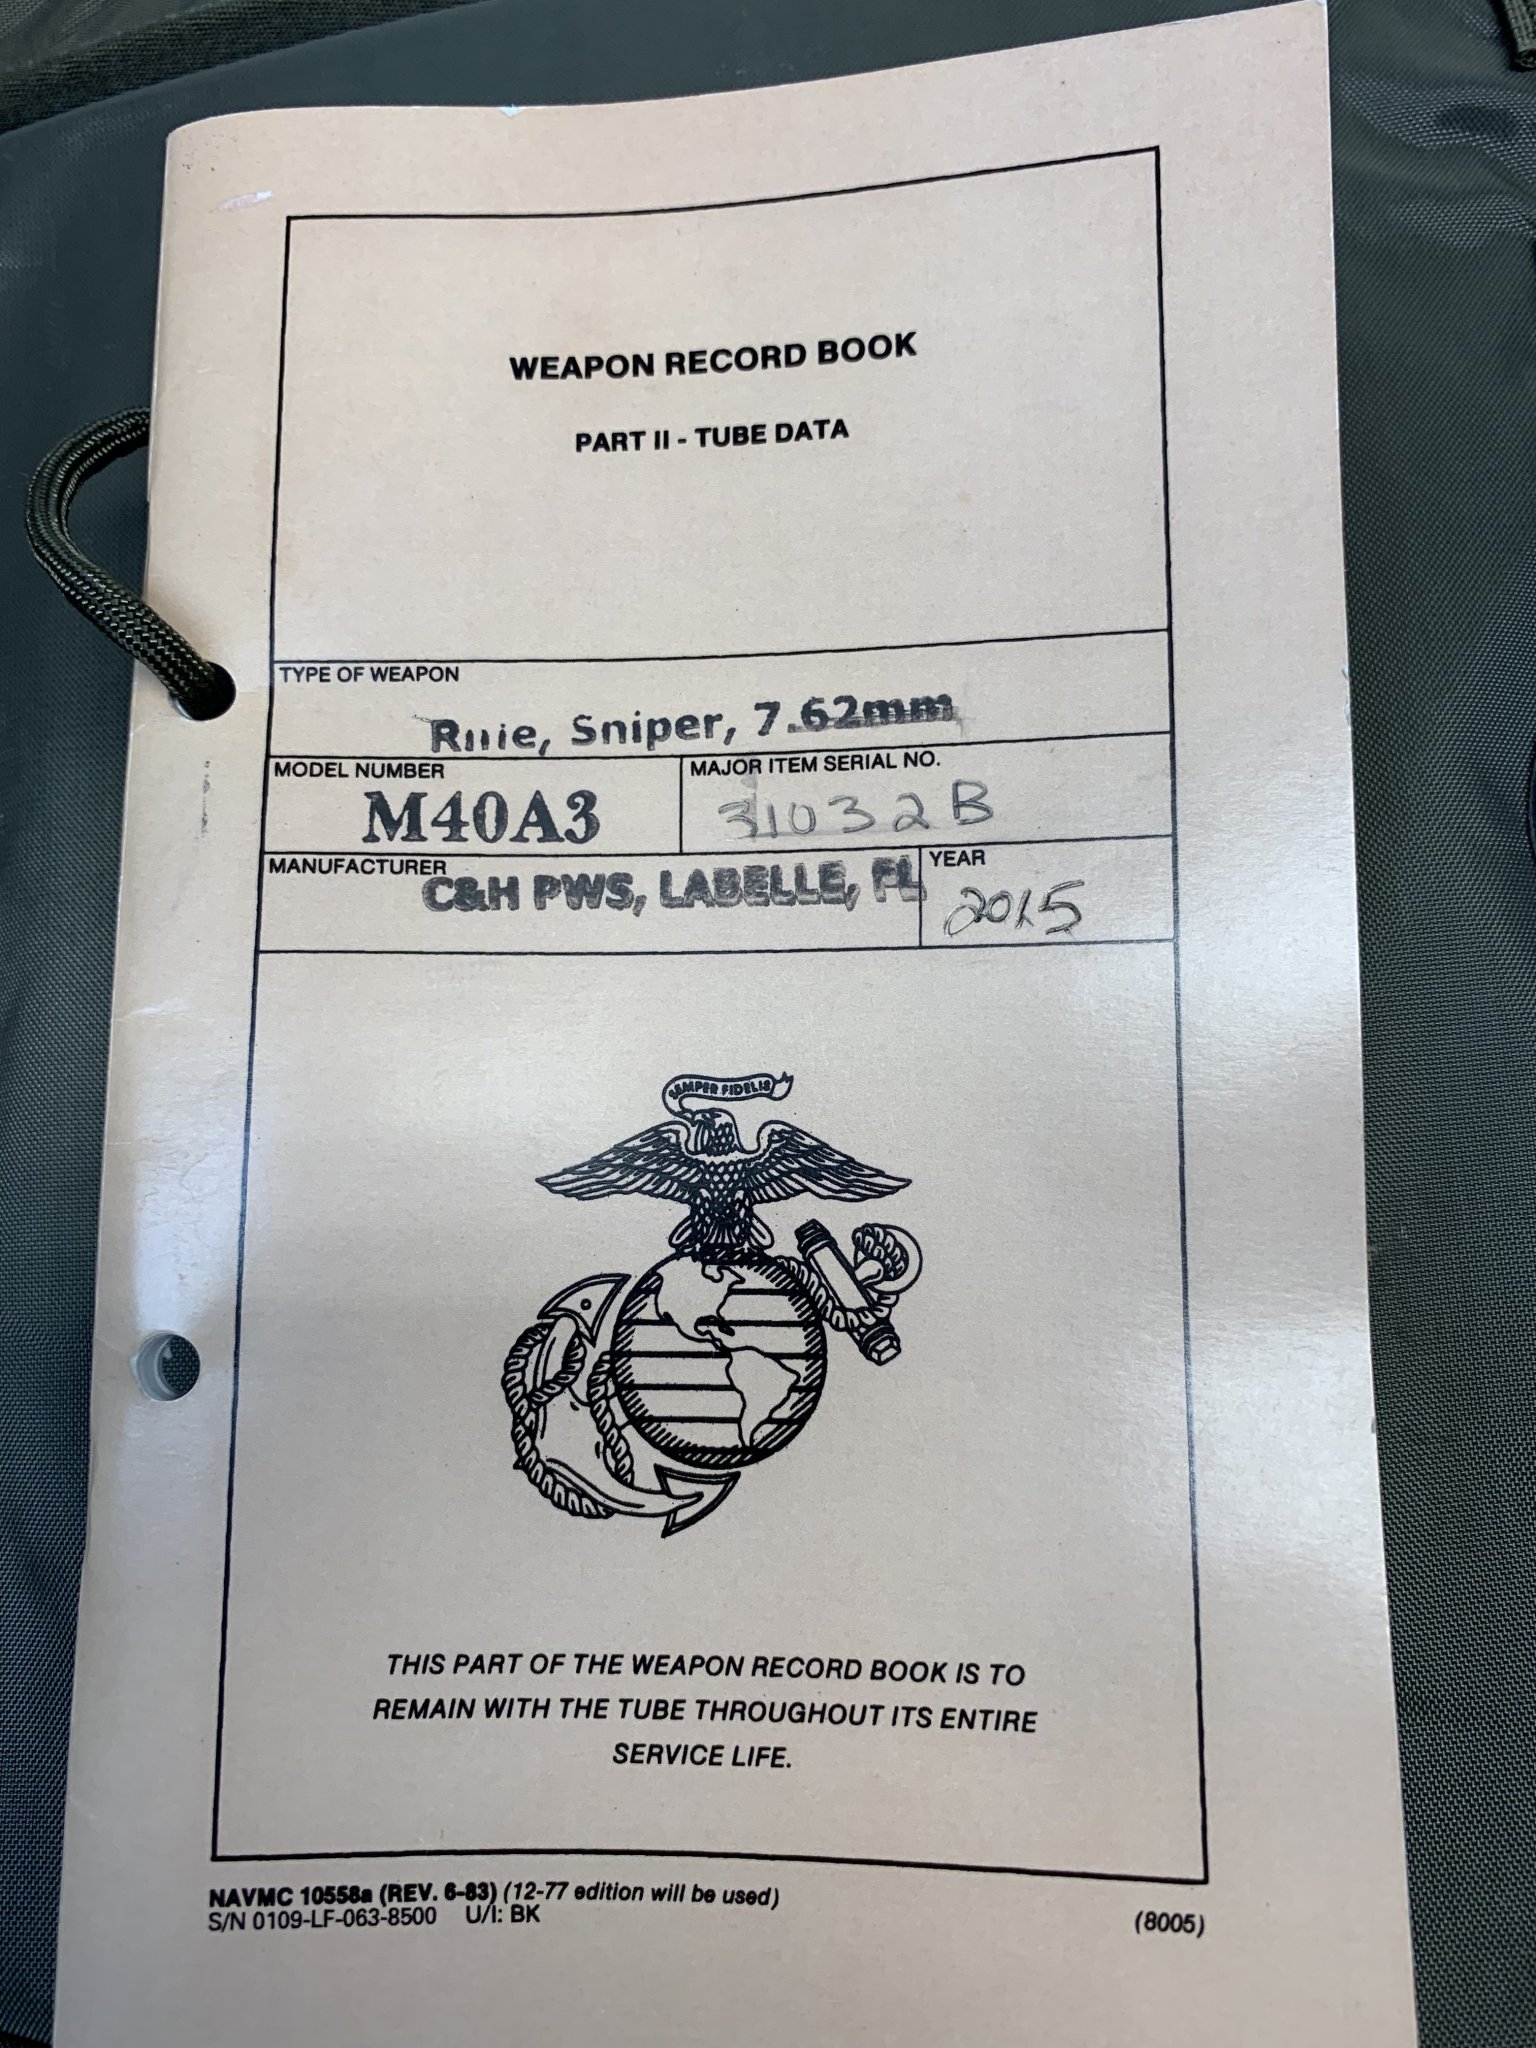 WEAPON RECORD BOOK
PART II - TUBE DATA
TYPE OF WEAPON
Rifle, Sniper, 7.62mm
MODEL NUMBER
M40A3
MAJOR ITEM SERIAL NO.
31032B
MANUFACTURER
C&H PWS, LABELLE, FL
YEAR
2015
SEMPER FIDELIS
THIS PART OF THE WEAPON RECORD BOOK IS TO
REMAIN WITH THE TUBE THROUGHOUT ITS ENTIRE
SERVICE LIFE.
NAVMC 10558a (REV. 6-83) (12-77 edition will be used)
S/N 0109-LF-063-8500 U/I: BK
(8005)